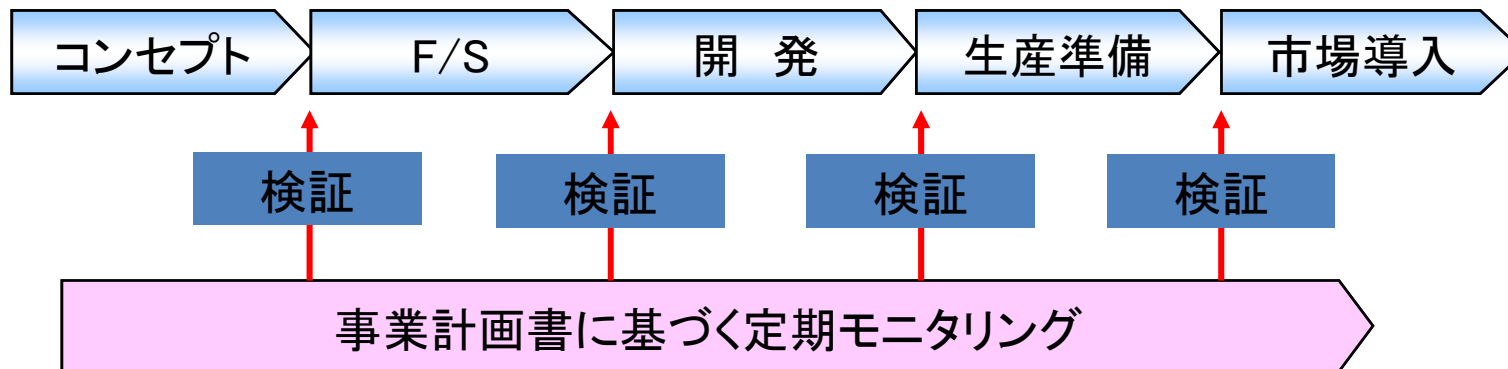 コンセプト
F/S
開 発
生産準備
市場導入
検証
検証
検証
検証
事業計画書に基づく定期モニタリング